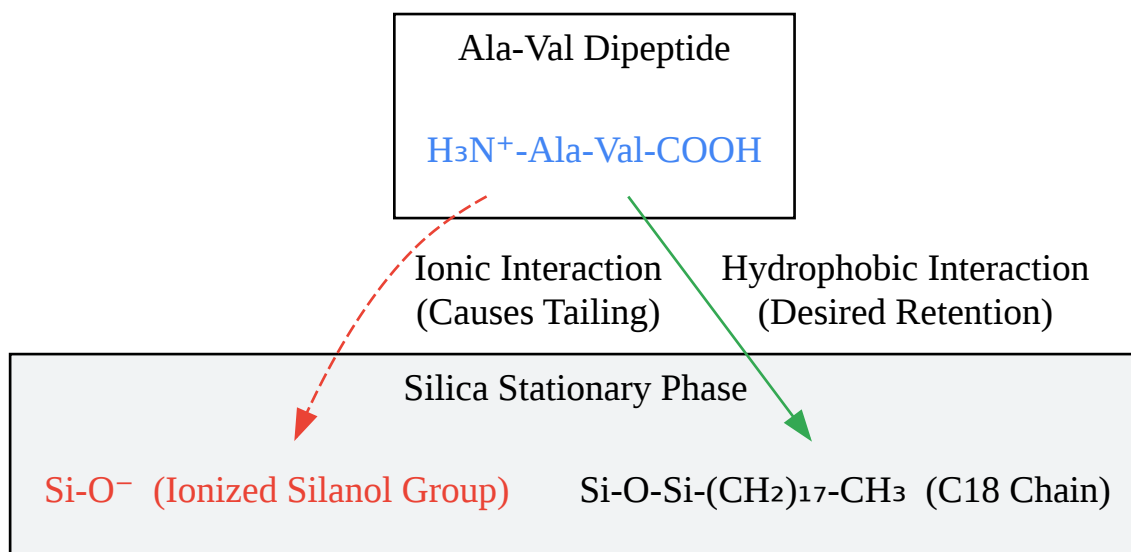 Ala-Val Dipeptide
H₃N⁺-Ala-Val-COOH
Ionic Interaction
(Causes Tailing)
Hydrophobic Interaction
(Desired Retention)
Silica Stationary Phase
Si-O⁻ (Ionized Silanol Group)
Si-O-Si-(CH₂)₁₇-CH₃ (C18 Chain)